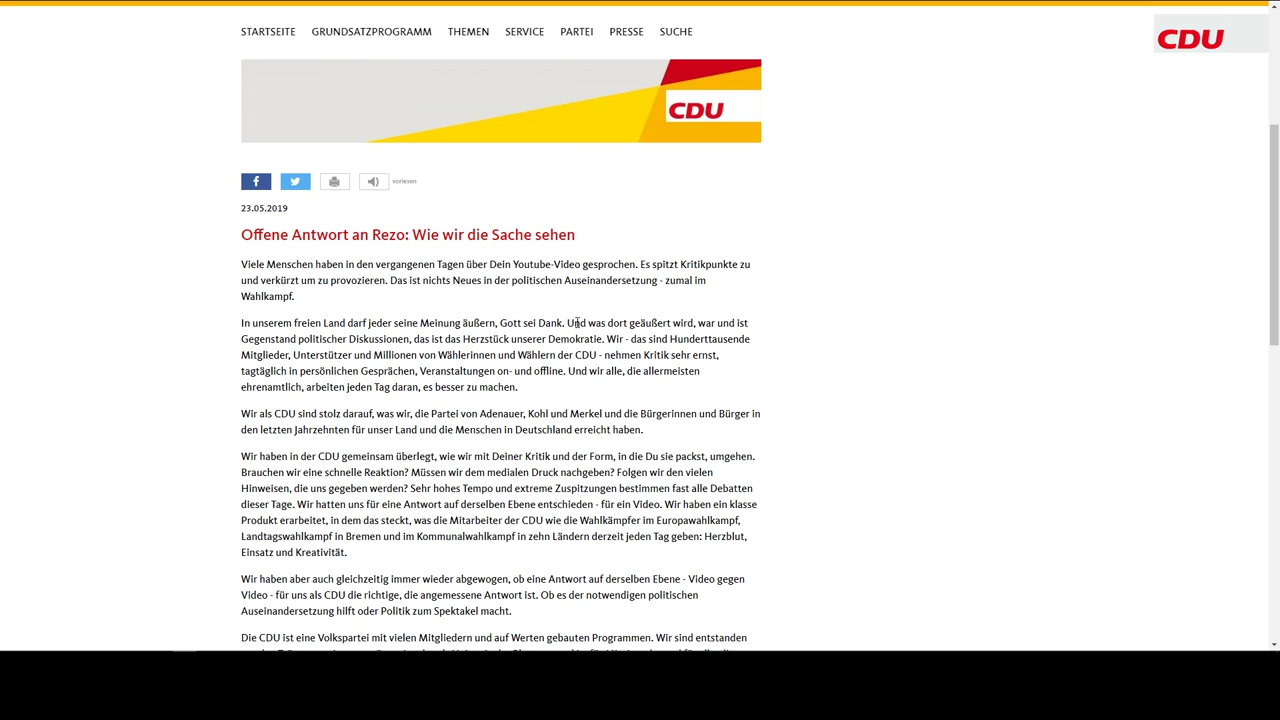 STARTSEITE GRUNDSATZPROGRAMM THEMEN SERVICE PARTEI PRESSE SUCHE
CDU
CDU
vorlesen
23.05.2019
Offene Antwort an Rezo: Wie wir die Sache sehen
Viele Menschen haben in den vergangenen Tagen über Dein Youtube-Video gesprochen. Es spitzt Kritikpunkte zu
und verkürzt um zu provozieren. Das ist nichts Neues in der politischen Auseinandersetzung - zumal im
Wahlkampf.
In unserem freien Land darf jeder seine Meinung äußern, Gott sei Dank. Und was dort geäußert wird, war und ist
Gegenstand politischer Diskussionen, das ist das Herzstück unserer Demokratie. Wir - das sind Hunderttausende
Mitglieder, Unterstützer und Millionen von Wählerinnen und Wählern der CDU - nehmen Kritik sehr ernst,
tagtäglich in persönlichen Gesprächen, Veranstaltungen on- und offline. Und wir alle, die allermeisten
ehrenamtlich, arbeiten jeden Tag daran, es besser zu machen.
Wir als CDU sind stolz darauf, was wir, die Partei von Adenauer, Kohl und Merkel und die Bürgerinnen und Bürger in
den letzten Jahrzehnten für unser Land und die Menschen in Deutschland erreicht haben.
Wir haben in der CDU gemeinsam überlegt, wie wir mit Deiner Kritik und der Form, in die Du sie packst, umgehen.
Brauchen wir eine schnelle Reaktion? Müssen wir dem medialen Druck nachgeben? Folgen wir den vielen
Hinweisen, die uns gegeben werden? Sehr hohes Tempo und extreme Zuspitzungen bestimmen fast alle Debatten
dieser Tage. Wir hatten uns für eine Antwort auf derselben Ebene entschieden - für ein Video. Wir haben ein klasse
Produkt erarbeitet, in dem das steckt, was die Mitarbeiter der CDU wie die Wahlkämpfer im Europawahlkampf,
Landtagswahlkampf in Bremen und im Kommunalwahlkampf in zehn Ländern derzeit jeden Tag geben: Herzblut,
Einsatz und Kreativität.
Wir haben aber auch gleichzeitig immer wieder abgewogen, ob eine Antwort auf derselben Ebene - Video gegen
Video - für uns als CDU die richtige, die angemessene Antwort ist. Ob es der notwendigen politischen
Auseinandersetzung hilft oder Politik zum Spektakel macht.
Die CDU ist eine Volkspartei mit vielen Mitgliedern und auf Werten gebauten Programmen. Wir sind entstanden